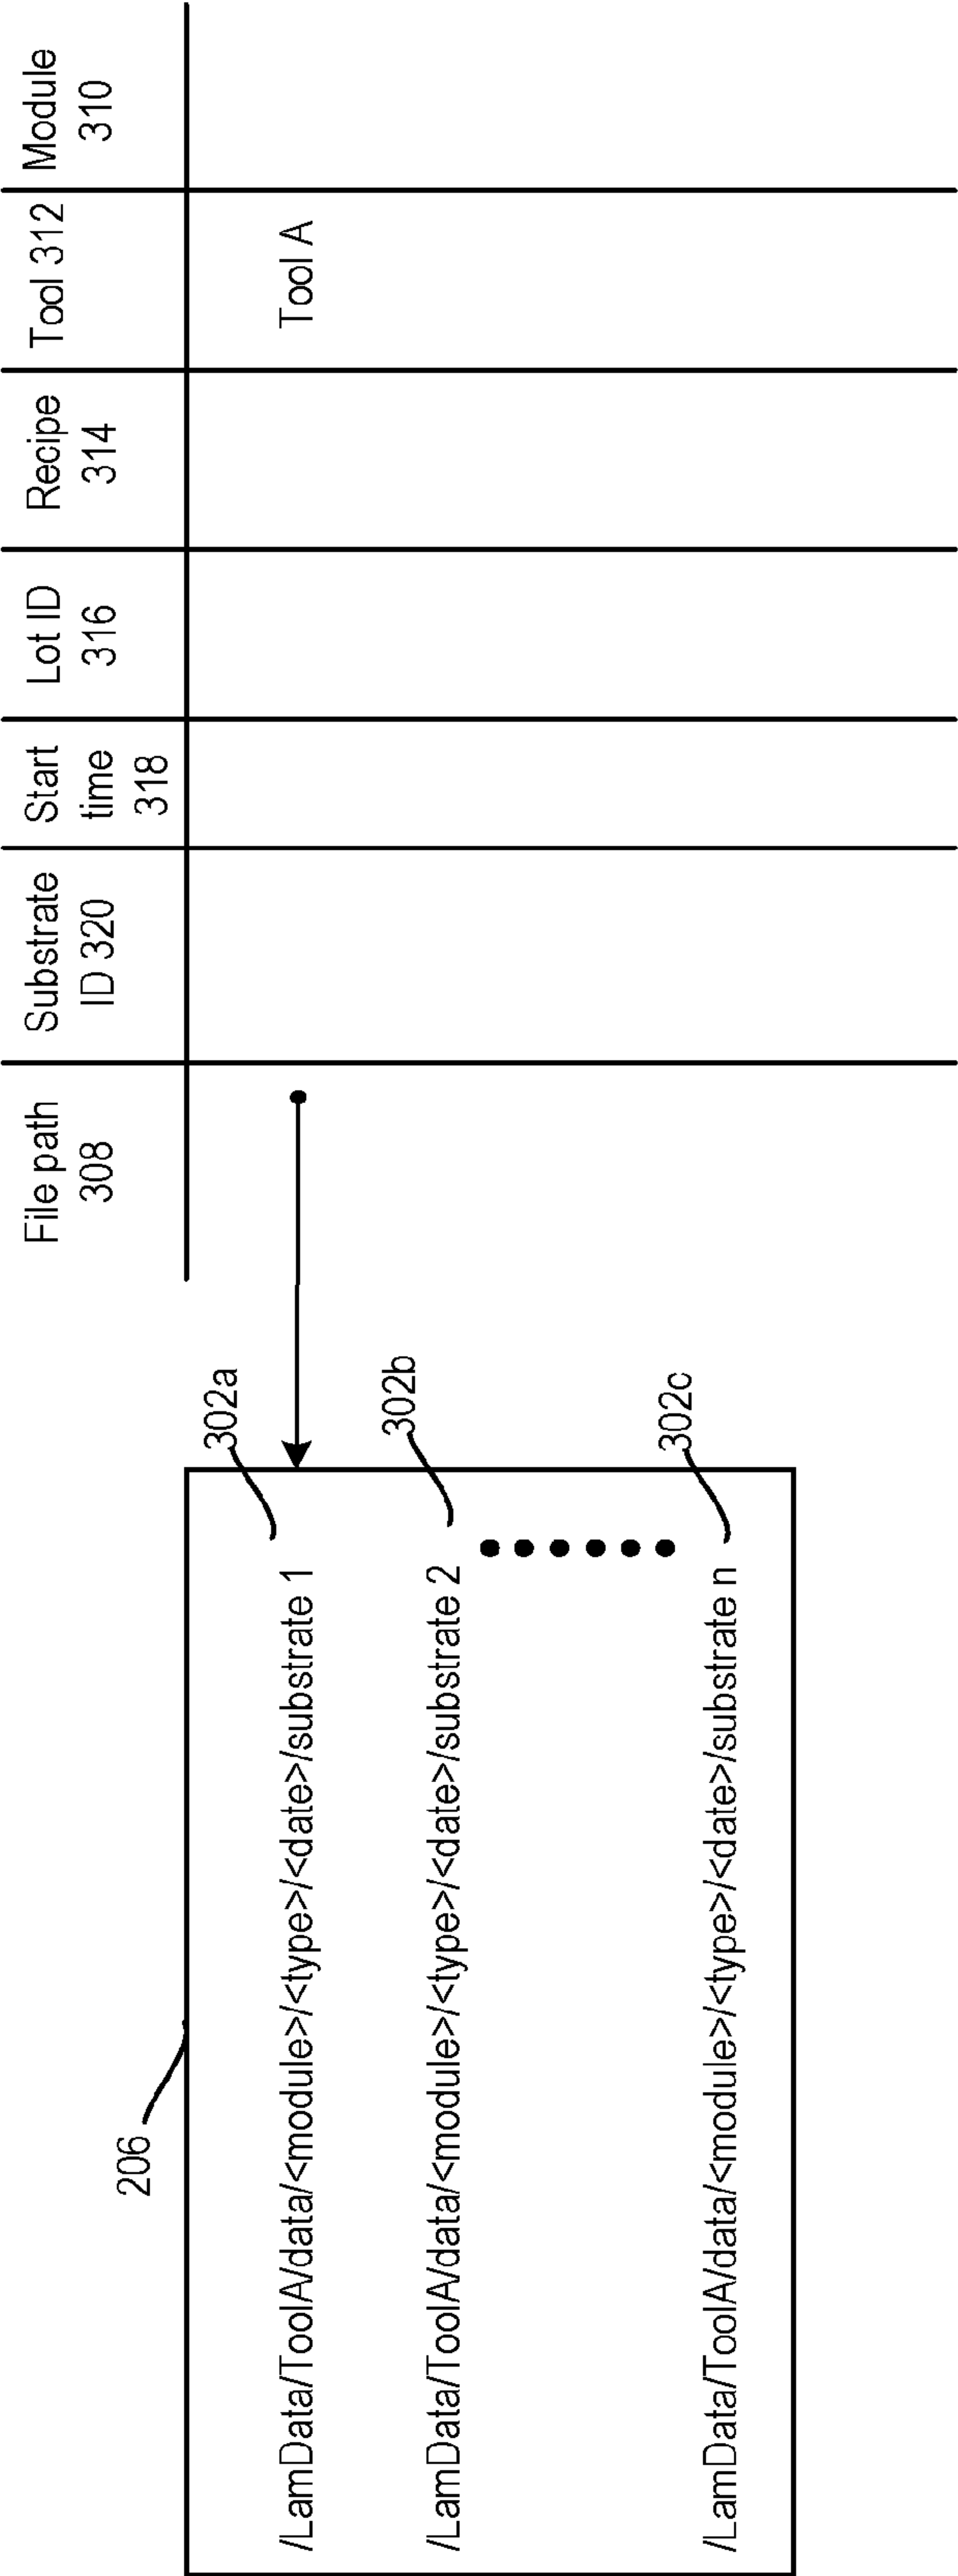 206
/LamData/ToolA/data/<module>/<type>/<date>/substrate 1
302a
/LamData/ToolA/data/<module>/<type>/<date>/substrate 2
302b
/LamData/ToolA/data/<module>/<type>/<date>/substrate n
302c
File path
308
Substrate
ID 320
Start
time
318
Lot ID
316
Recipe
314
Tool 312
Module
310
Tool A